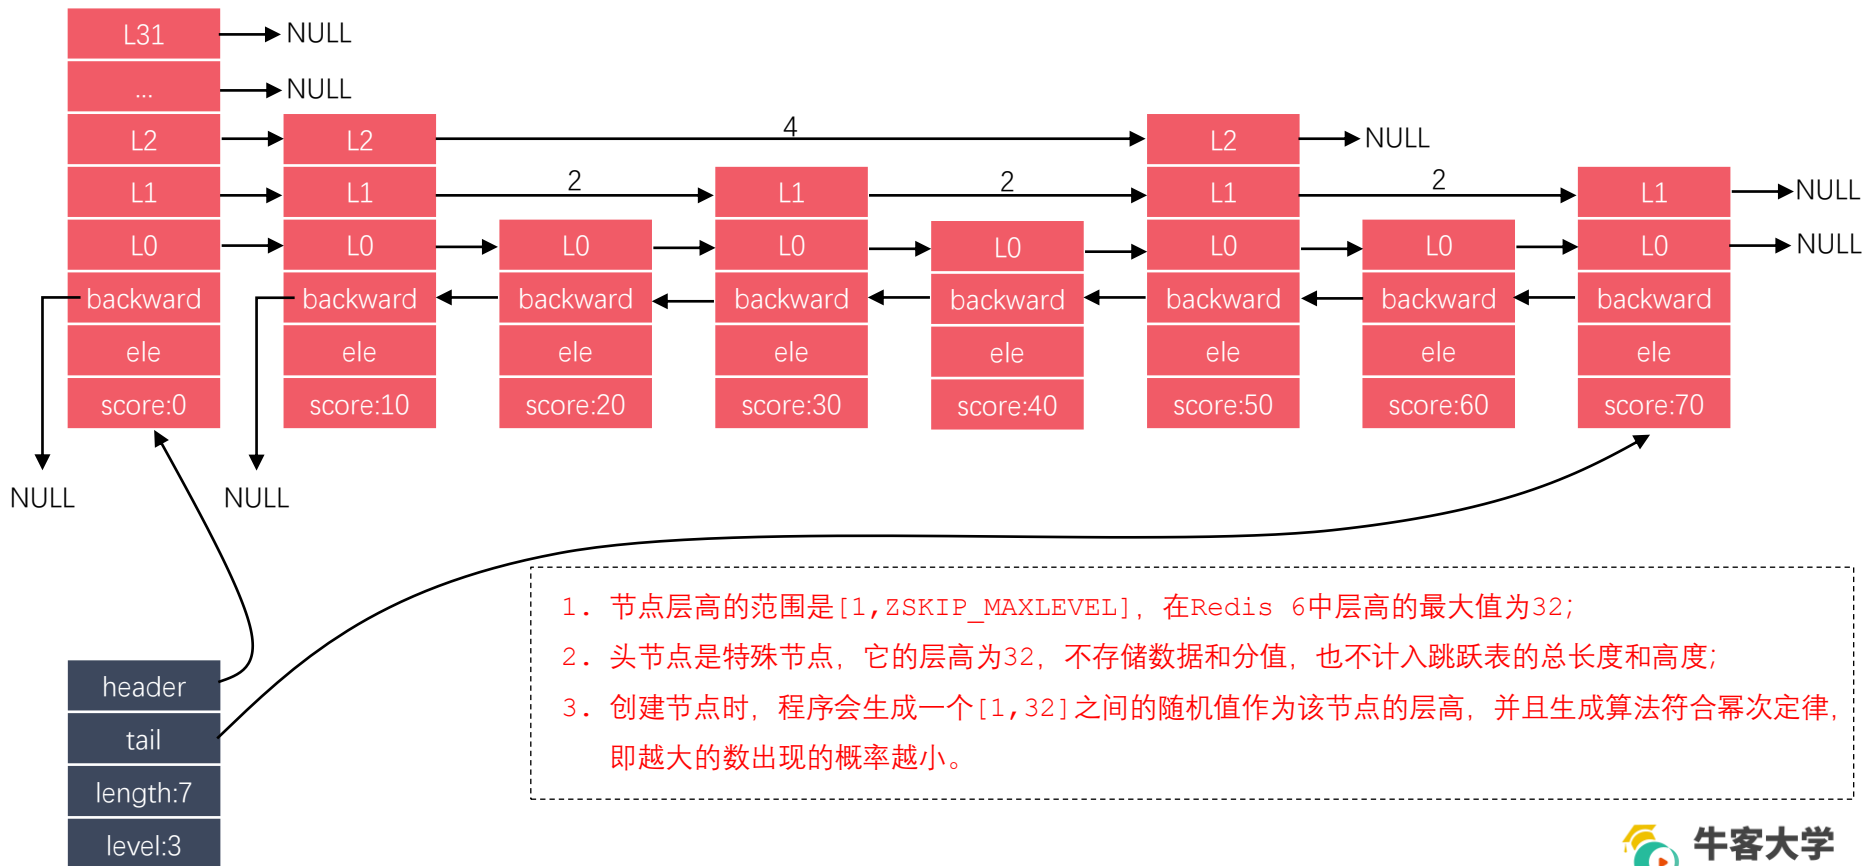 L31 NULL
... NULL
L2 L2 4 L2 NULL
L1 L1 2 L1 2 L1 2 L1 NULL
L0 L0 L0 L0 L0 L0 L0 L0 NULL
backward backward backward backward backward backward backward backward
ele ele ele ele ele ele ele ele
score:0 score:10 score:20 score:30 score:40 score:50 score:60 score:70
NULL NULL
header
tail
length:7
level:3
1. 节点层高的范围是[1,ZSKIP_MAXLEVEL]，在Redis 6中层高的最大值为32；
2. 头节点是特殊节点，它的层高为32，不存储数据和分值，也不计入跳跃表的总长度和高度；
3. 创建节点时，程序会生成一个[1,32]之间的随机值作为该节点的层高，并且生成算法符合幂次定律，
即越大的数出现的概率越小。
牛客大学